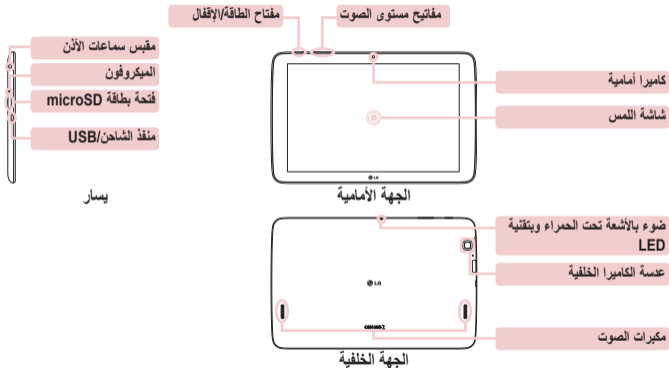 مفاتيح مستوى الصوت
مفتاح الطاقة/الإقفال
مقبس سماعات الأذن
الميكروفون
فتحة بطاقة microSD
منفذ الشاحن/USB
يسار
كاميرا أمامية
شاشة اللمس
LG
الجهة الأمامية
ضوء بالأشعة تحت الحمراء وبتقنية
LED
عدسة الكاميرا الخلفية
LG
مكبرات الصوت
الجهة الخلفية